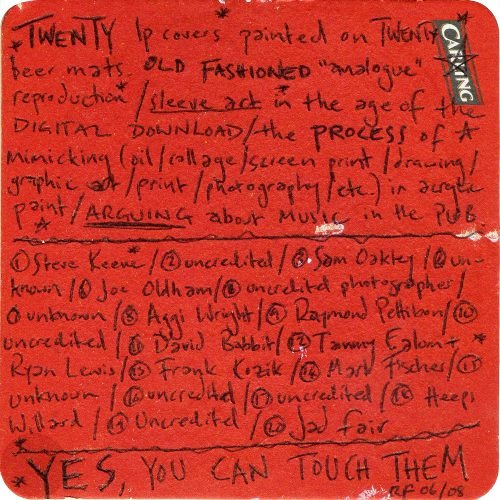 *TWENTY lp covers painted on TWENTY
beer mats. OLD FASHIONED "analogue"
reproduction*/sleeve art in the age of the
DIGITAL DOWNLOAD/the PROCESS of
mimicking (oil/collage/screen print/drawing/
graphic art/print/photography/etc.) in acrylic
paint/ARGUING about MUSIC in the PUB
CARLING
① Steve Keene*/② uncredited/③ Sam Oakley/④ un-
known/⑤ Joe Oldham/⑥ uncredited photographer/
⑦ unknown/⑧ Aggi Wright/⑨ Raymond Pettibon/⑩
uncredited/⑪ David Babbit/⑫ Tammy Ealom+
Ryan Lewis/⑬ Frank Kozik/⑭ Mark Fischer/⑮
unknown/⑯ uncredited/⑰ uncredited/⑱ Heepi
Willard/⑲ Uncredited/⑳ Jad Fair
*YES, YOU CAN TOUCH THEM
RF 06/08